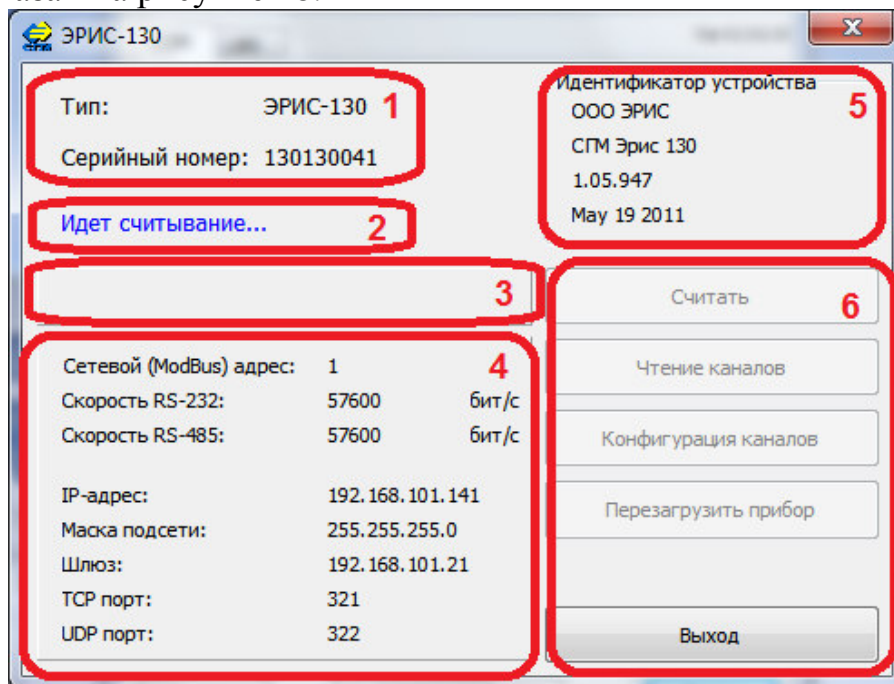 ЭРИС-130
Тип: ЭРИС-130 1
Серийный номер: 130130041
Идет считывание... 2
3
Сетевой (ModBus) адрес: 1 4
Скорость RS-232: 57600 бит/с
Скорость RS-485: 57600 бит/с
IP-адрес: 192.168.101.141
Маска подсети: 255.255.255.0
Шлюз: 192.168.101.21
TCP порт: 321
UDP порт: 322
Идентификатор устройства
ООО ЭРИС 5
СГМ Эрис 130
1.05.947
May 19 2011
Считать 6
Чтение каналов
Конфигурация каналов
Перезагрузить прибор
Выход